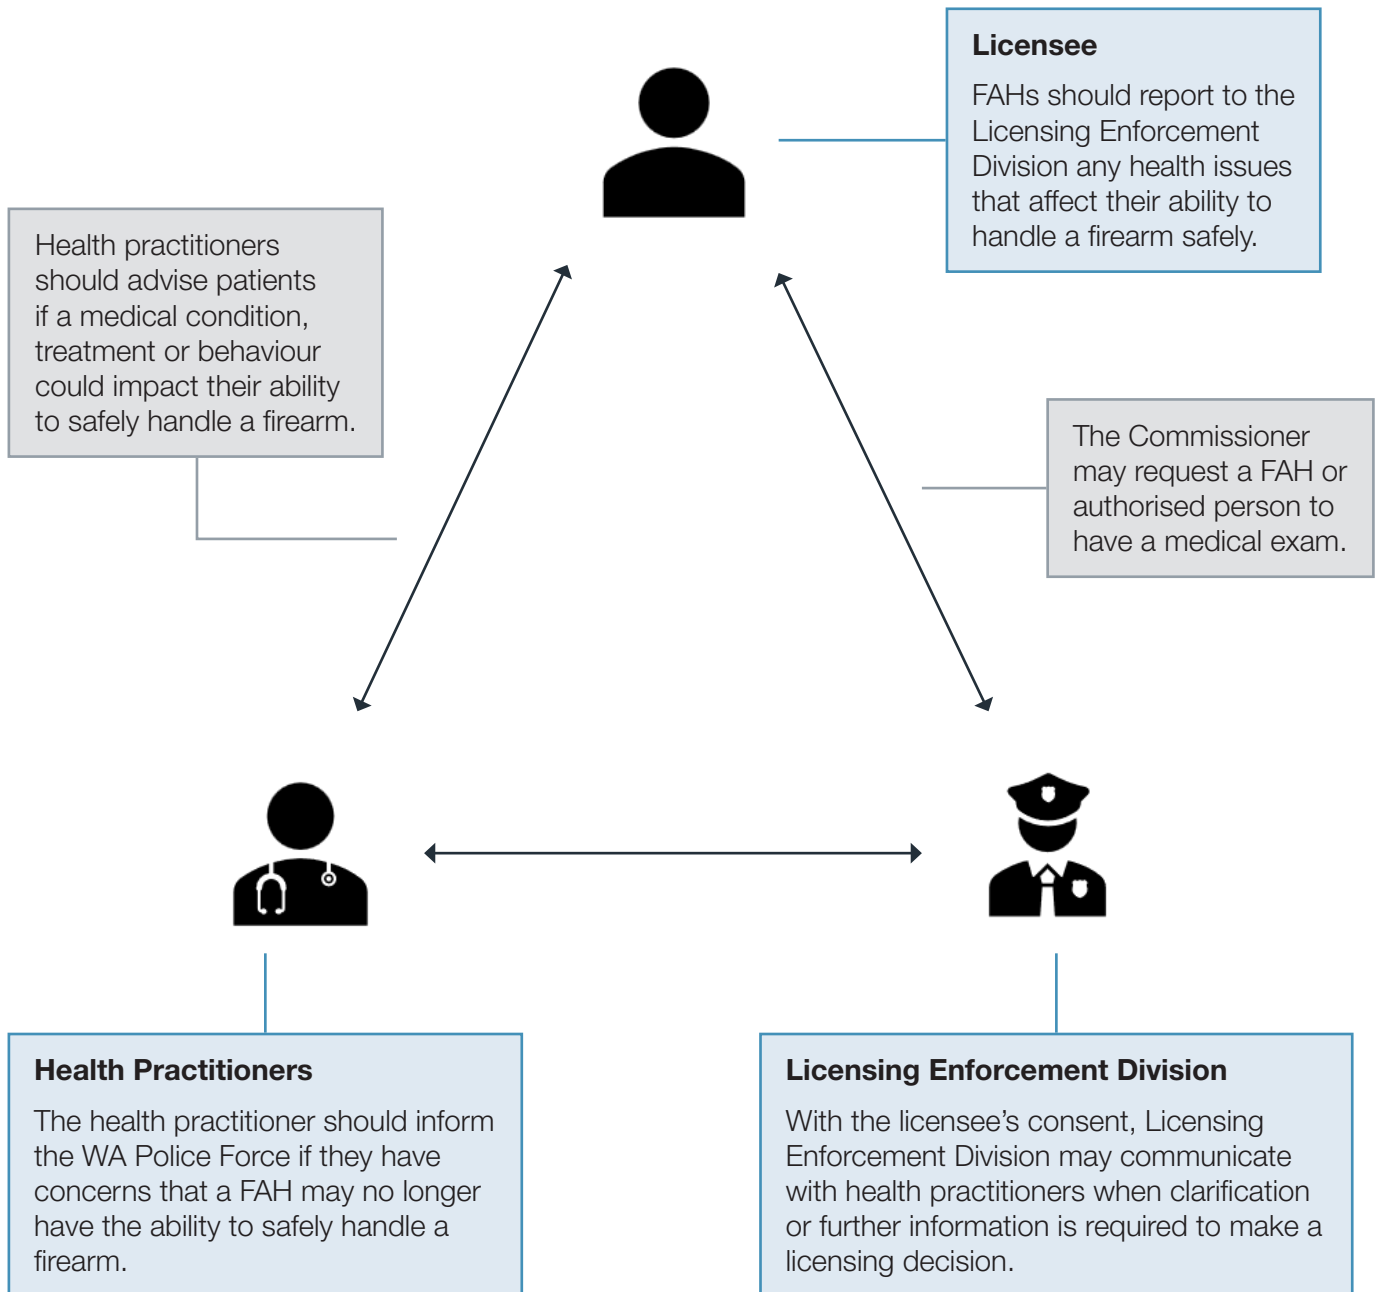 Licensee
FAHs should report to the
Licensing Enforcement
Division any health issues
that affect their ability to
handle a firearm safely.
Health practitioners
should advise patients
if a medical condition,
treatment or behaviour
could impact their ability
to safely handle a firearm.
The Commissioner
may request a FAH or
authorised person to
have a medical exam.
Health Practitioners
The health practitioner should inform
the WA Police Force if they have
concerns that a FAH may no longer
have the ability to safely handle a
firearm.
Licensing Enforcement Division
With the licensee’s consent, Licensing
Enforcement Division may communicate
with health practitioners when clarification
or further information is required to make a
licensing decision.